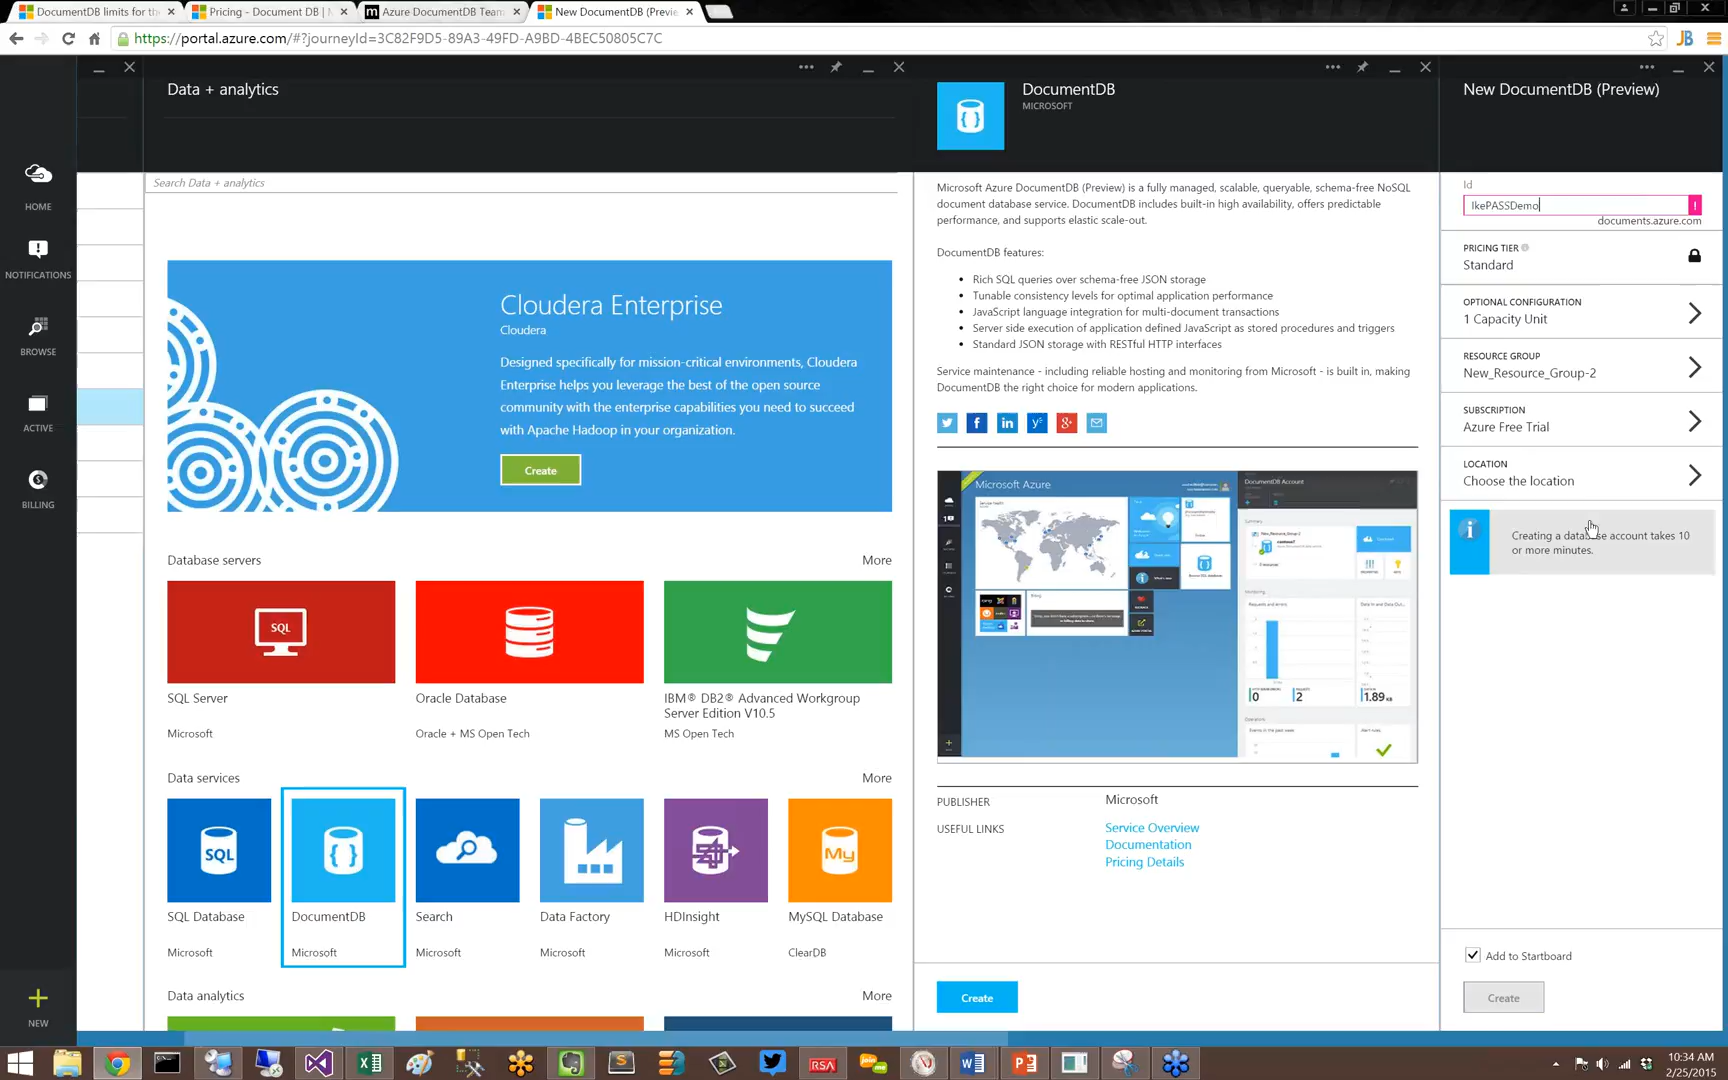 DocumentDB limits for th
Pricing - Document DB | M
Azure DocumentDB Team
New DocumentDB (Previe
https://portal.azure.com/#?journeyId=3C82F9D5-89A3-49FD-A9BD-4BEC50805C7C
HOME
NOTIFICATIONS
BROWSE
ACTIVE
BILLING
NEW
Data + analytics
Search Data + analytics
Cloudera Enterprise
Cloudera
Designed specifically for mission-critical environments, Cloudera
Enterprise helps you leverage the best of the open source
community with the enterprise capabilities you need to succeed
with Apache Hadoop in your organization.
Create
Database servers
More
SQL
SQL Server
Microsoft
Oracle Database
Oracle + MS Open Tech
IBM® DB2® Advanced Workgroup
Server Edition V10.5
MS Open Tech
Data services
More
SQL
SQL Database
Microsoft
DocumentDB
Microsoft
Search
Microsoft
Data Factory
Microsoft
HDInsight
Microsoft
My
MySQL Database
ClearDB
Data analytics
More
DocumentDB
MICROSOFT
Microsoft Azure DocumentDB (Preview) is a fully managed, scalable, queryable, schema-free NoSQL
document database service. DocumentDB includes built-in high availability, offers predictable
performance, and supports elastic scale-out.
DocumentDB features:
Rich SQL queries over schema-free JSON storage
Tunable consistency levels for optimal application performance
JavaScript language integration for multi-document transactions
Server side execution of application defined JavaScript as stored procedures and triggers
Standard JSON storage with RESTful HTTP interfaces
Service maintenance - including reliable hosting and monitoring from Microsoft - is built in, making
DocumentDB the right choice for modern applications.
Microsoft Azure
DocumentDB Account
0
2
1.89 KB
PUBLISHER
Microsoft
USEFUL LINKS
Service Overview
Documentation
Pricing Details
Create
New DocumentDB (Preview)
Id
IkePASSDemo
documents.azure.com
PRICING TIER
Standard
OPTIONAL CONFIGURATION
1 Capacity Unit
RESOURCE GROUP
New_Resource_Group-2
SUBSCRIPTION
Azure Free Trial
LOCATION
Choose the location
Creating a database account takes 10
or more minutes.
Add to Startboard
Create
RSA
10:34 AM
2/25/2015